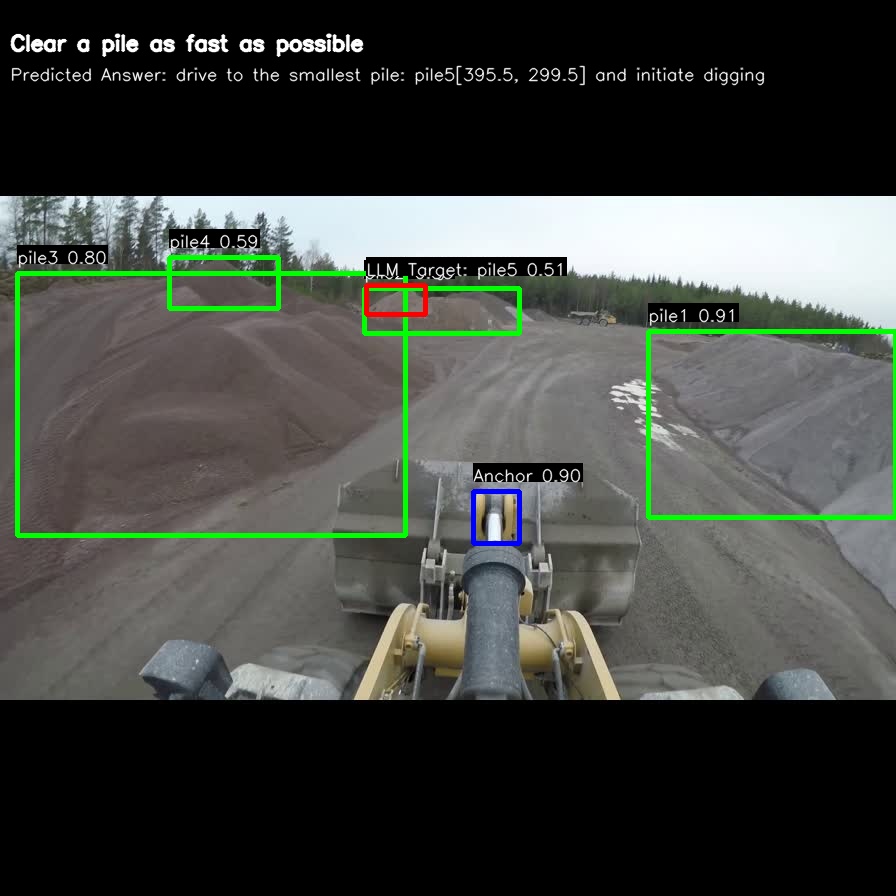 Clear a pile as fast as possible
Predicted Answer: drive to the smallest pile: pile5[395.5, 299.5] and initiate digging
pile4 0.59
pile3 0.80
LLM Target: pile5 0.51
pile1 0.91
Anchor 0.90